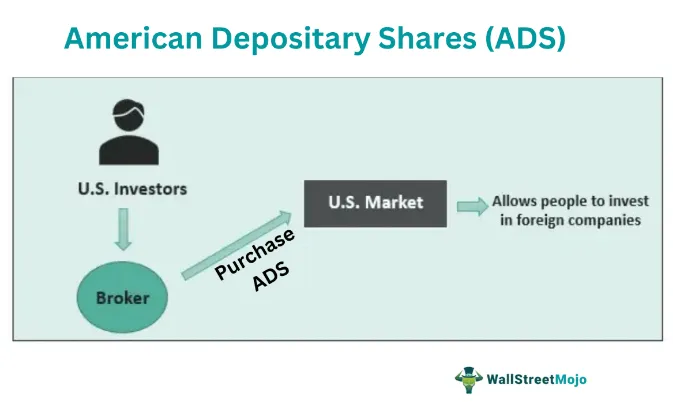 American Depositary Shares (ADS)
U.S. Investors
Broker
Purchase
ADS
U.S. Market
Allows people to invest
in foreign companies
WallStreetMojo